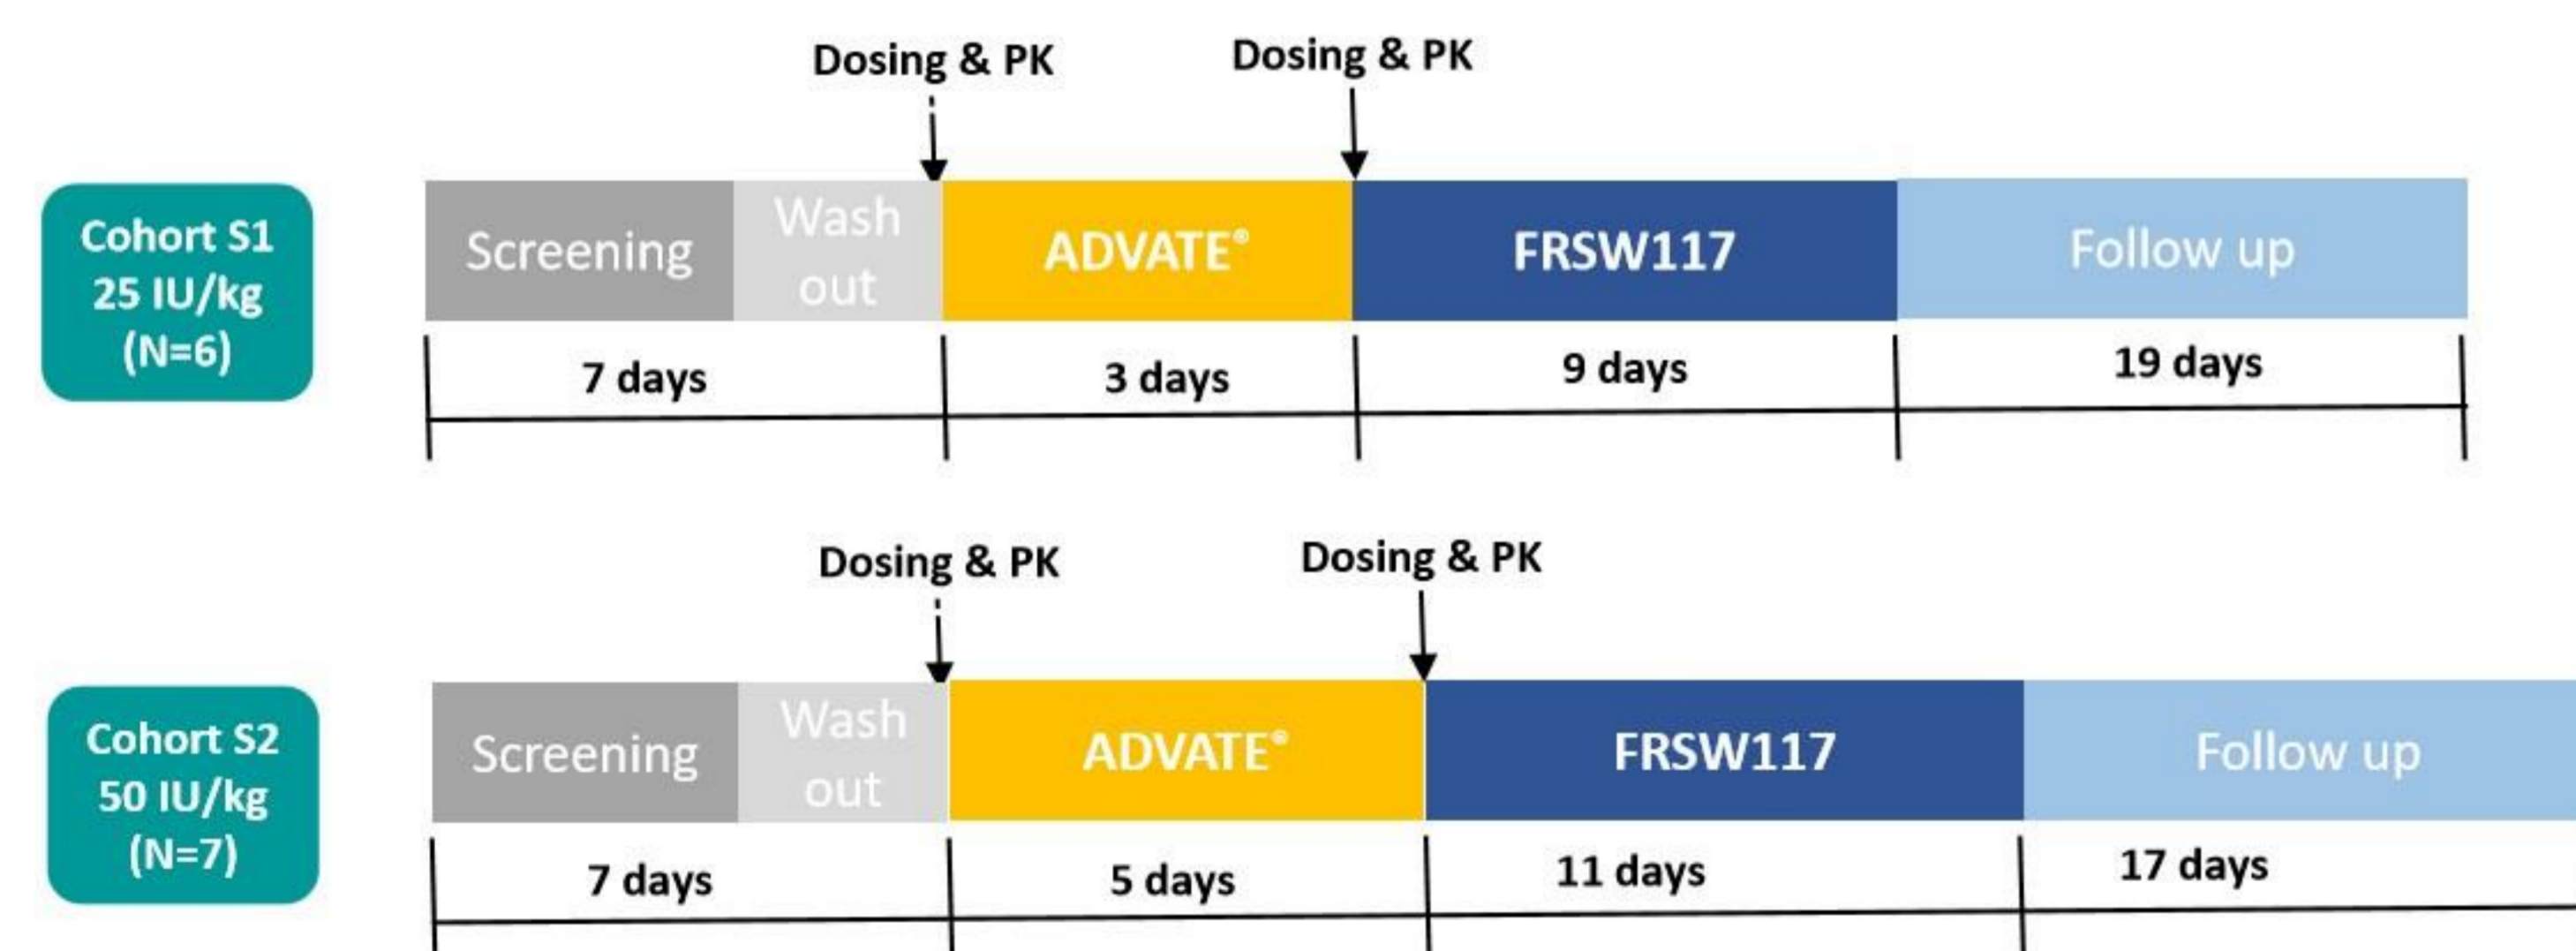 Dosing & PK
Dosing & PK
Cohort S1
25 IU/kg
(N=6)
Screening
Wash
out
ADVATE®
FRSW117
Follow up
7 days
3 days
9 days
19 days
Dosing & PK
Dosing & PK
Cohort S2
50 IU/kg
(N=7)
Screening
Wash
out
ADVATE®
FRSW117
Follow up
7 days
5 days
11 days
17 days